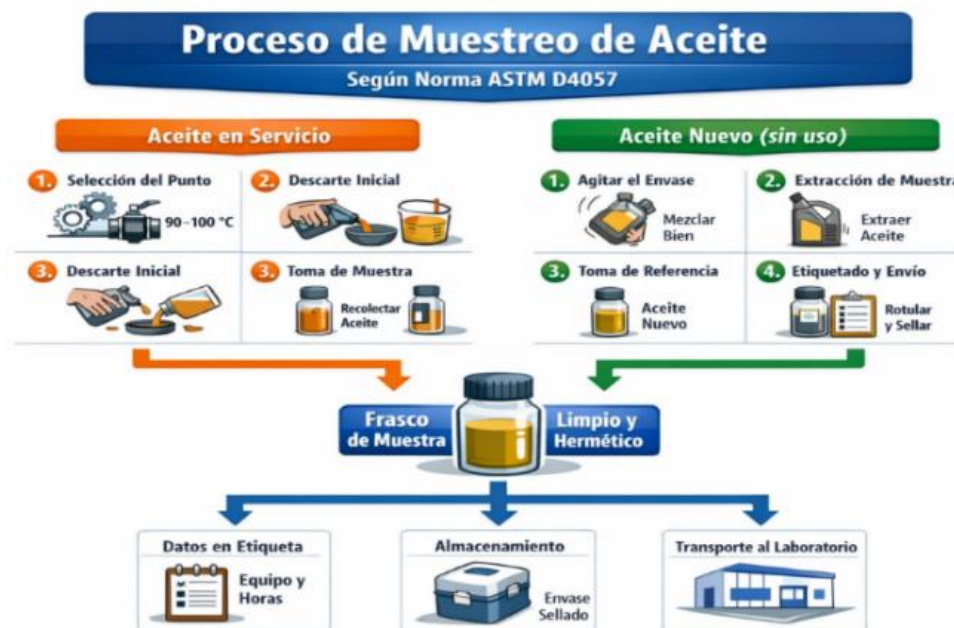 Proceso de Muestreo de Aceite
Según Norma ASTM D4057
Aceite en Servicio
1. Selección del Punto
90–100 °C
2. Descarte Inicial
3. Descarte Inicial
3. Toma de Muestra
Recolectar
Aceite
Aceite Nuevo (sin uso)
1. Agitar el Envase
Mezclar
Bien
2. Extracción de Muestra
Extraer
Aceite
3. Toma de Referencia
Aceite
Nuevo
4. Etiquetado y Envío
Rotular
y Sellar
Frasco
de Muestra
Limpio y
Hermético
Datos en Etiqueta
Equipo y
Horas
Almacenamiento
Envase
Sellado
Transporte al Laboratorio